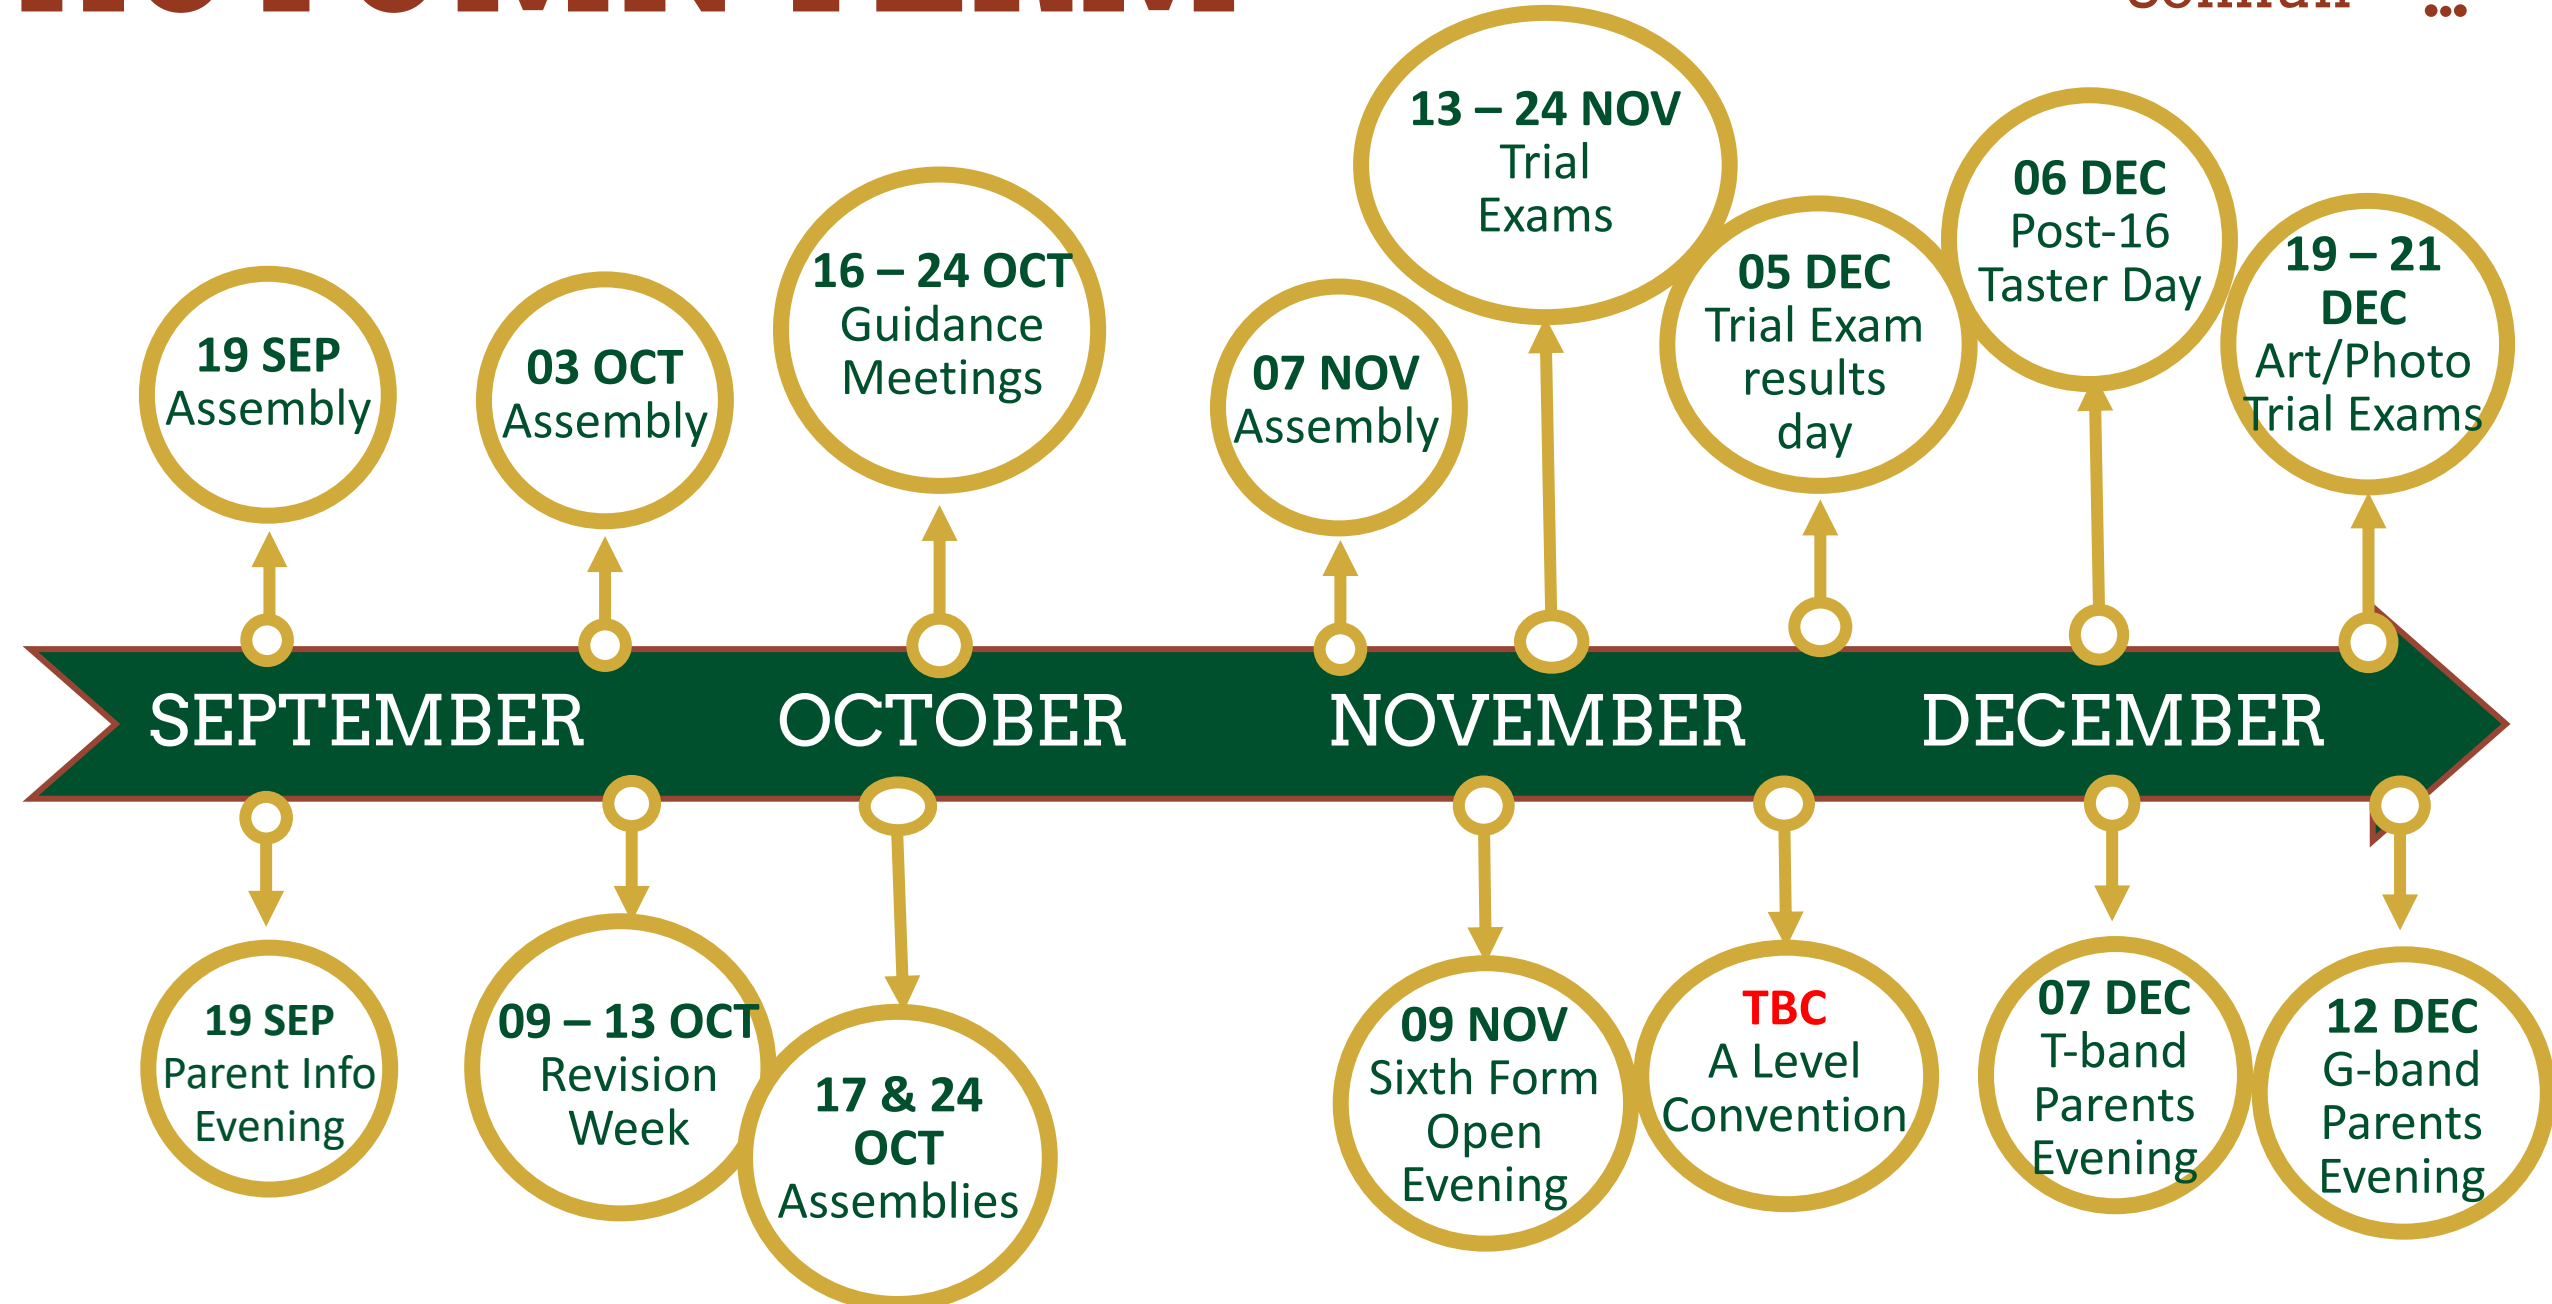 AUTUMN TERM
Solihull
13 – 24 NOV
Trial
Exams
06 DEC
Post-16
Taster Day
19 – 21
DEC
Art/Photo
Trial Exams
16 – 24 OCT
Guidance
Meetings
05 DEC
Trial Exam
results
day
19 SEP
Assembly
03 OCT
Assembly
07 NOV
Assembly
SEPTEMBER
OCTOBER
NOVEMBER
DECEMBER
19 SEP
Parent Info
Evening
09 – 13 OCT
Revision
Week
17 & 24
OCT
Assemblies
09 NOV
Sixth Form
Open
Evening
TBC
A Level
Convention
07 DEC
T-band
Parents
Evening
12 DEC
G-band
Parents
Evening